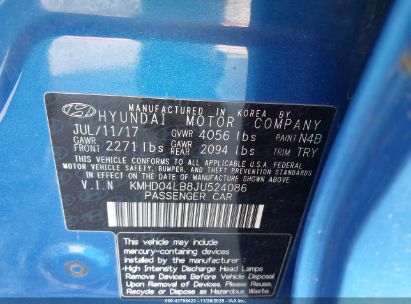 MANUFACTURED IN KOREA BY
HYUNDAI MOTOR COMPANY
JUL/11/17 GVWR 4056 lbs PAINT N4B
GAWR FRONT 2271 lbs GAWR REAR 2094 lbs TRIM TRY
THIS VEHICLE CONFORMS TO ALL APPLICABLE U.S.A FEDERAL
MOTOR VEHICLE SAFETY, BUMPER, AND THEFT PREVENTION
STANDARDS IN EFFECT ON THE DATE OF MANUFACTURE SHOWN ABOVE.
V.I.N KMHD04LB8JU524086
PASSENGER CAR
This vehicle may include
mercury-containing devices
if installed with :
- High Intensity Discharge Head Lamps
Remove Devices Before Vehicle Disposal
Upon Removal of Devices Please
Recycle or Dispose as Hazardous Waste.